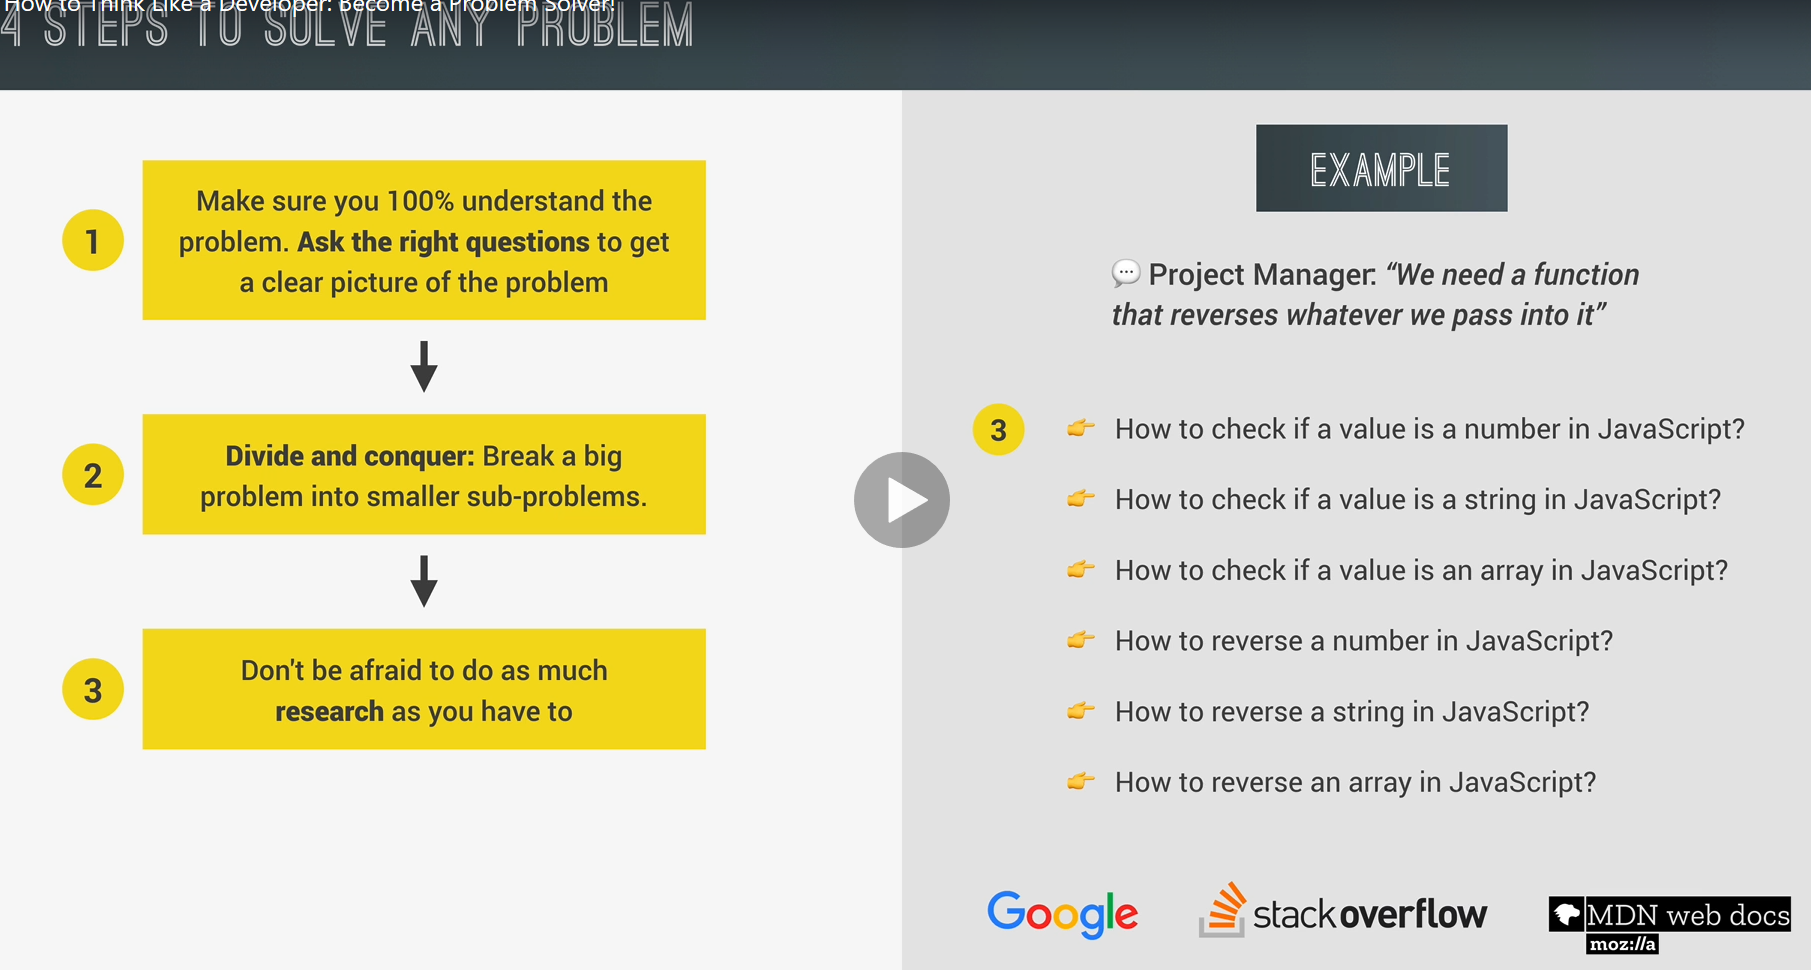 How to Think Like a Developer: Become a Problem Solver!
4 STEPS TO SOLVE ANY PROBLEM
1
Make sure you 100% understand the
problem. Ask the right questions to get
a clear picture of the problem
2
Divide and conquer: Break a big
problem into smaller sub-problems.
3
Don't be afraid to do as much
research as you have to
EXAMPLE
Project Manager: “We need a function
that reverses whatever we pass into it”
3
How to check if a value is a number in JavaScript?
How to check if a value is a string in JavaScript?
How to check if a value is an array in JavaScript?
How to reverse a number in JavaScript?
How to reverse a string in JavaScript?
How to reverse an array in JavaScript?
Google
stackoverflow
MDN web docs
moz://a